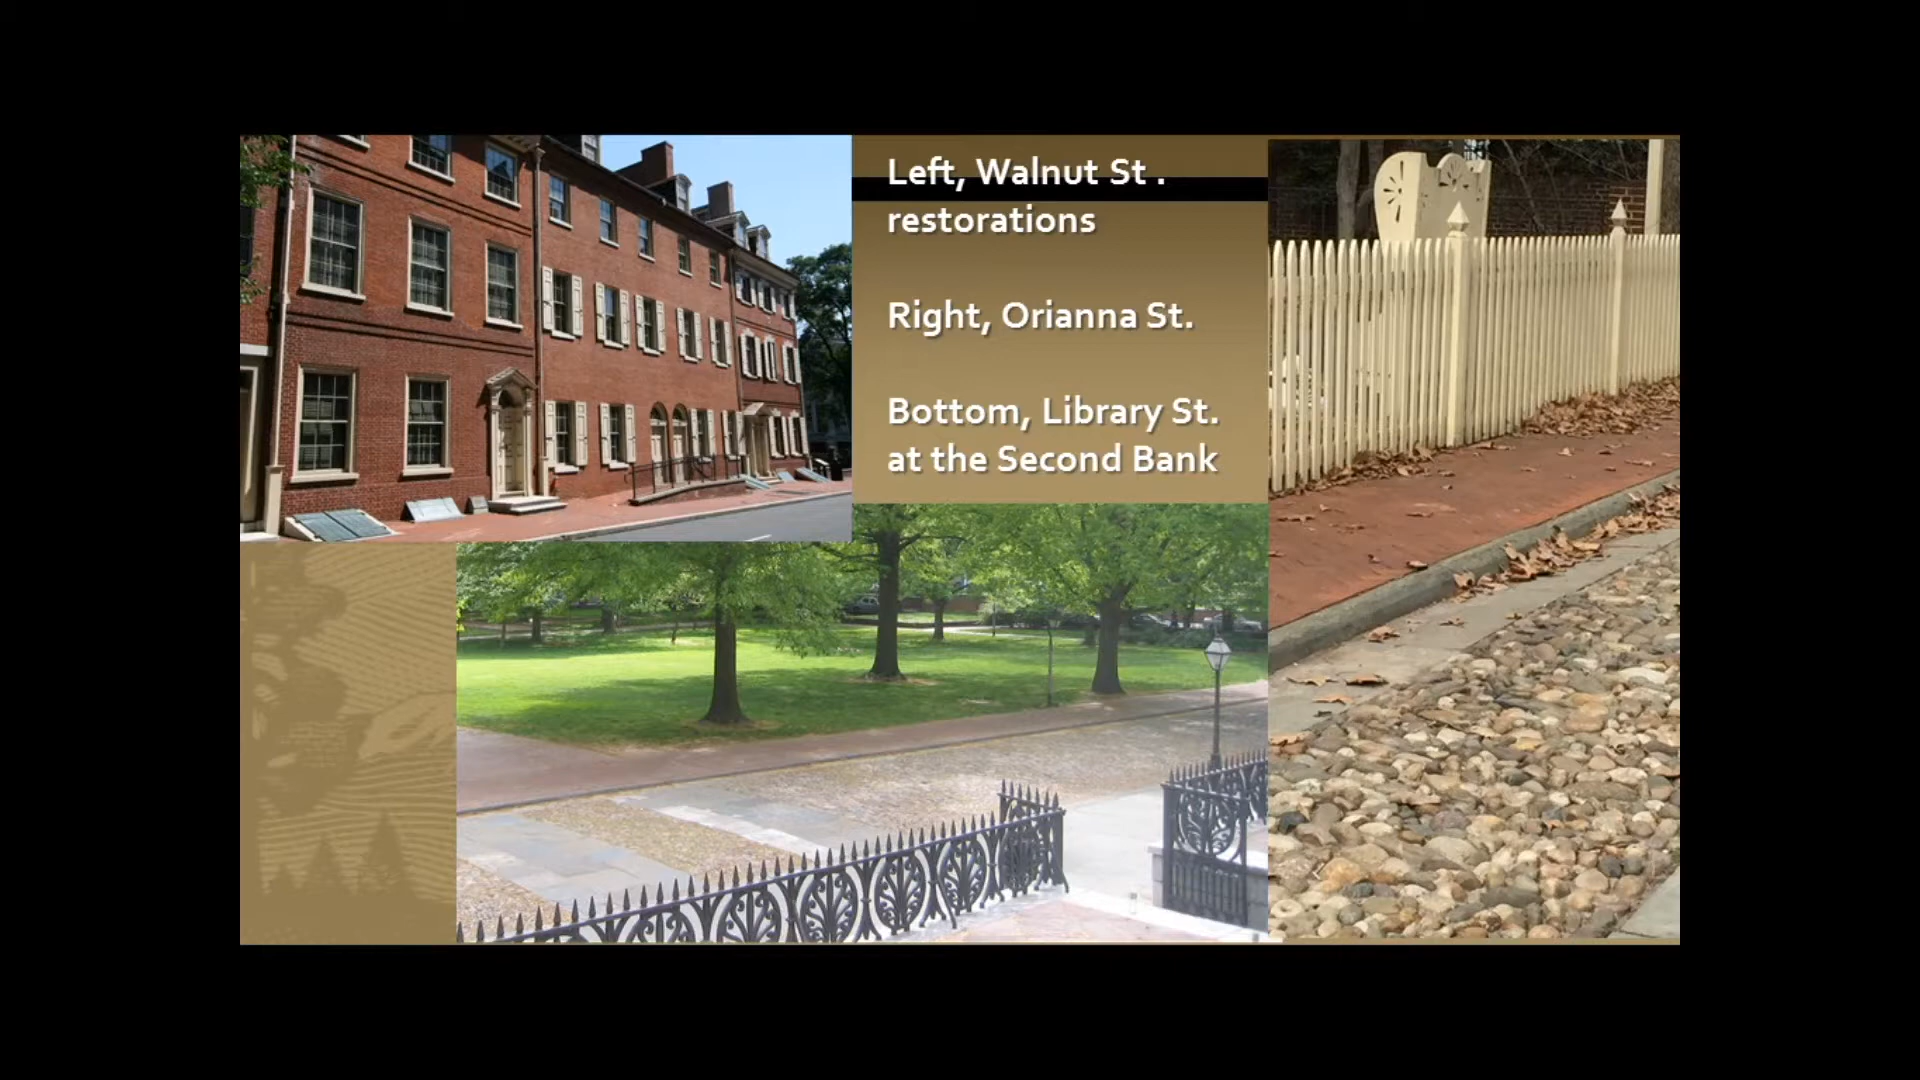 Left, Walnut St .
restorations
Right, Orianna St.
Bottom, Library St.
at the Second Bank